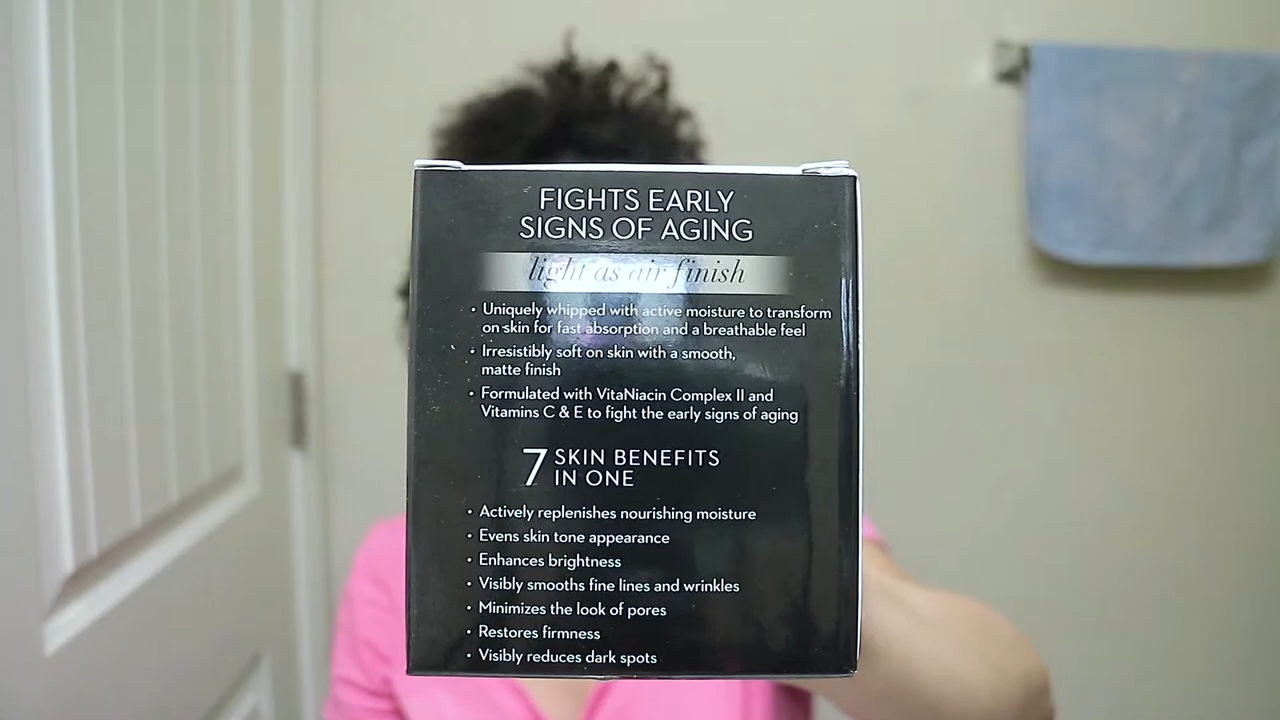 FIGHTS EARLY
SIGNS OF AGING
light as air finish
• Uniquely whipped with active moisture to transform
on skin for fast absorption and a breathable feel
• Irresistibly soft on skin with a smooth,
matte finish
• Formulated with VitaNiacin Complex II and
Vitamins C & E to fight the early signs of aging
7 SKIN BENEFITS
IN ONE
• Actively replenishes nourishing moisture
• Evens skin tone appearance
• Enhances brightness
• Visibly smooths fine lines and wrinkles
• Minimizes the look of pores
• Restores firmness
• Visibly reduces dark spots